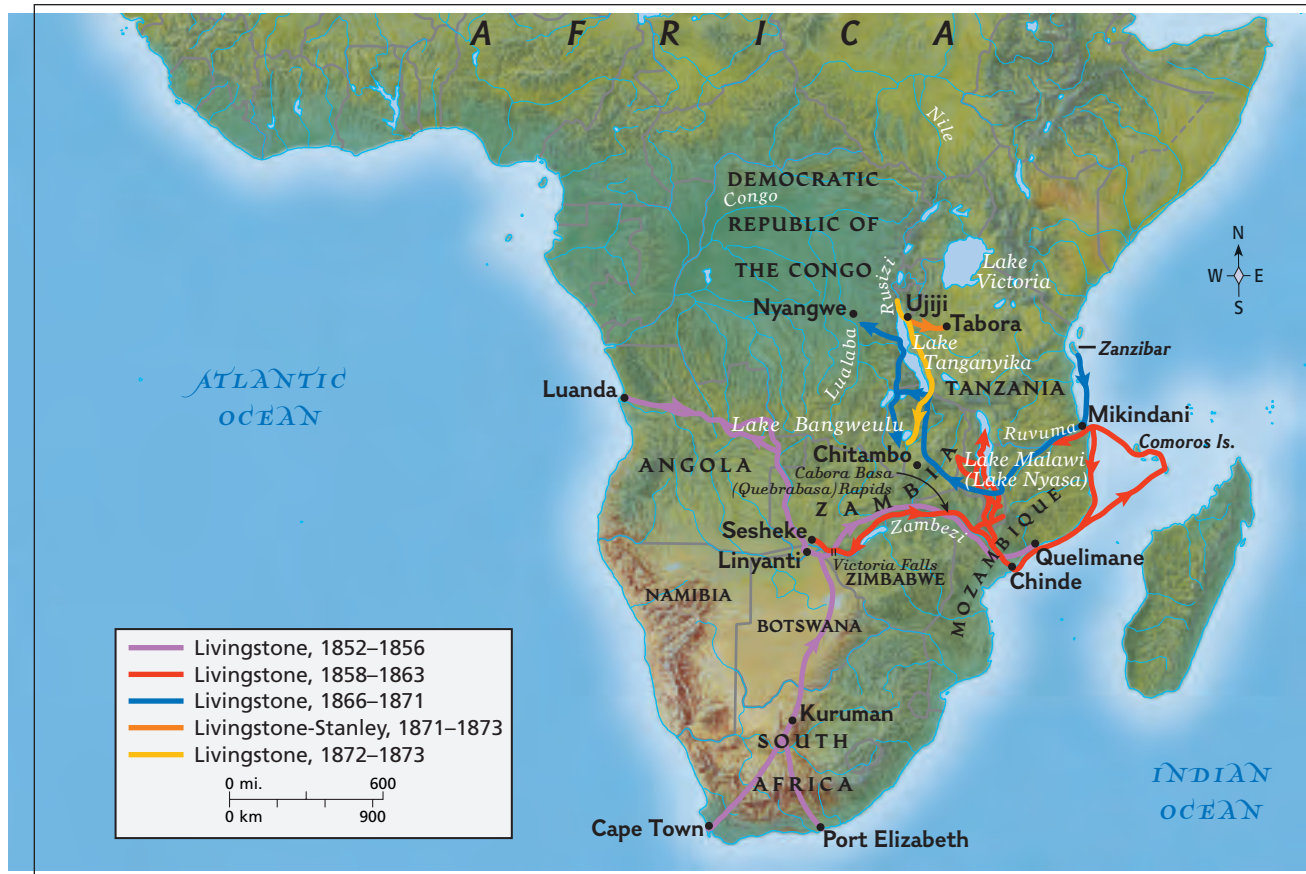 A F R I C A
Nile
DEMOCRATIC
Congo
REPUBLIC OF
THE CONGO
Rusizi
Lake
Victoria
N
W E
S
Nyangwe
Ujiji
Tabora
Lualaba
Lake
Tanganyika
Zanzibar
TANZANIA
ATLANTIC
OCEAN
Luanda
Lake Bangweulu
Ruvuma
Mikindani
Comoros Is.
ANGOLA
Chitambo
Cabora Basa
(Quebrabasa) Rapids
Lake Malawi
(Lake Nyasa)
ZAMBIA
Zambezi
MOZAMBIQUE
Sesheke
Linyanti
Victoria Falls
ZIMBABWE
Quelimane
Chinde
NAMIBIA
BOTSWANA
Kuruman
SOUTH
AFRICA
Cape Town
Port Elizabeth
INDIAN
OCEAN
Livingstone, 1852–1856
Livingstone, 1858–1863
Livingstone, 1866–1871
Livingstone-Stanley, 1871–1873
Livingstone, 1872–1873
0 mi. 600
0 km 900